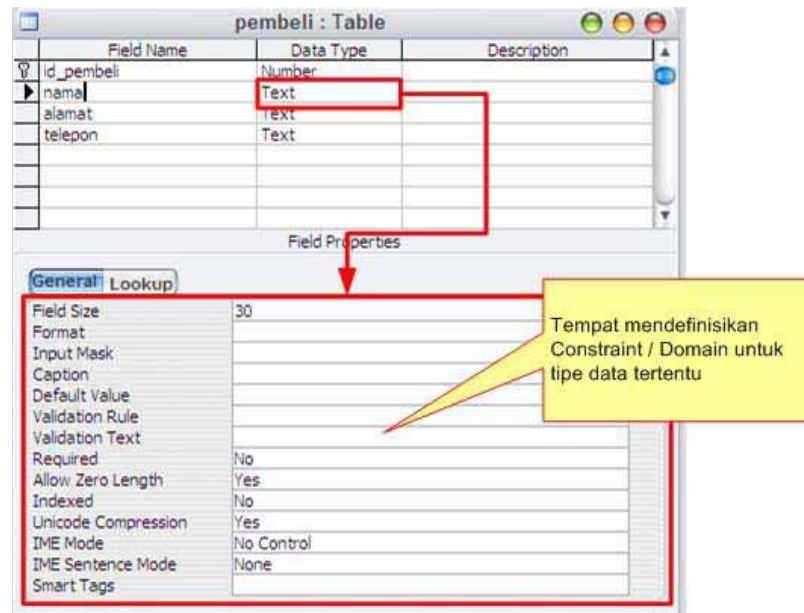 pembeli : Table
Field Name Data Type Description
id_pembeli Number
nama Text
alamat Text
telepon Text
Field Properties
General Lookup
Field Size 30
Format
Input Mask
Caption
Default Value
Validation Rule
Validation Text
Required No
Allow Zero Length Yes
Indexed No
Unicode Compression Yes
IME Mode No Control
IME Sentence Mode None
Smart Tags
Tempat mendefinisikan
Constraint / Domain untuk
tipe data tertentu